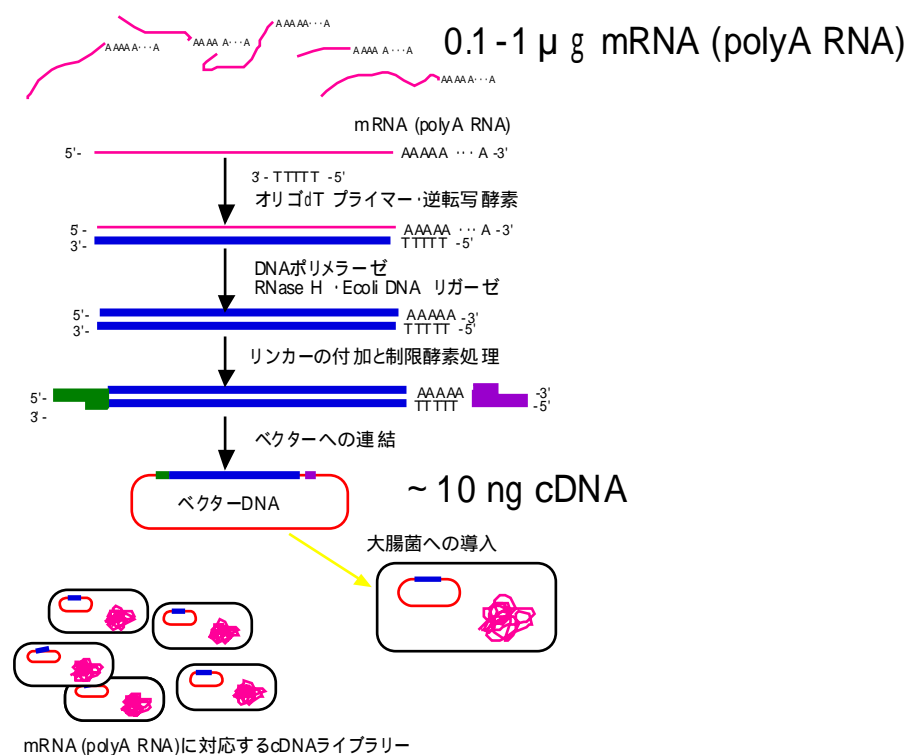 AAAAA···A
AAAA A···A
AAAAA···A
AAAA A···A
AAAAA···A
0.1-1μg mRNA (polyA RNA)
mRNA (polyA RNA)
5'- AAAAA ···A -3'
3'- TTTTT -5'
オリゴdT プライマー・逆転写酵素
5'- AAAAA ···A -3'
3'- TTTTT -5'
DNAポリメラーゼ
RNase H ・Ecoli DNA リガーゼ
5'- AAAAA -3'
3'- TTTTT -5'
リンカーの付加と制限酵素処理
5'- AAAAA -3'
3'- TTTTT -5'
ベクターへの連結
ベクターDNA
~10 ng cDNA
大腸菌への導入
mRNA (polyA RNA)に対応するcDNAライブラリー